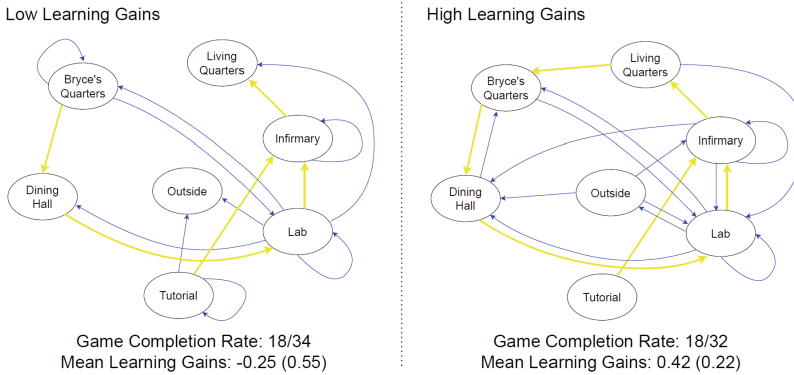 Low Learning Gains
Living
Quarters
Bryce's
Quarters
Infirmary
Dining
Hall
Outside
Lab
Tutorial
Game Completion Rate: 18/34
Mean Learning Gains: -0.25 (0.55)
High Learning Gains
Living
Quarters
Bryce's
Quarters
Infirmary
Dining
Hall
Outside
Lab
Tutorial
Game Completion Rate: 18/32
Mean Learning Gains: 0.42 (0.22)